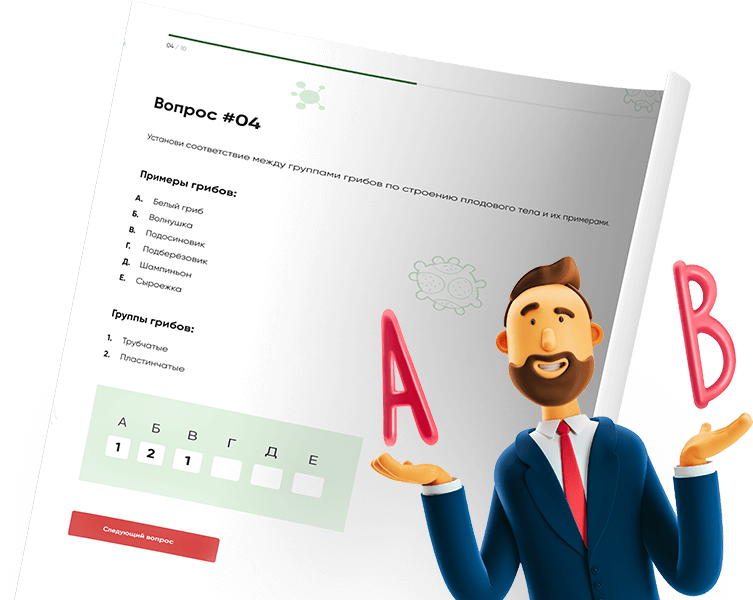 04 / 10
Вопрос #04
Установи соответствие между группами грибов по строению плодового тела и их примерами.
Примеры грибов:
А. Белый гриб
Б. Волнушка
В. Подосиновик
Г. Подберёзовик
Д. Шампиньон
Е. Сыроежка
Группы грибов:
1. Трубчатые
2. Пластинчатые
А Б В Г Д Е
1 2 1
Следующий вопрос
A B